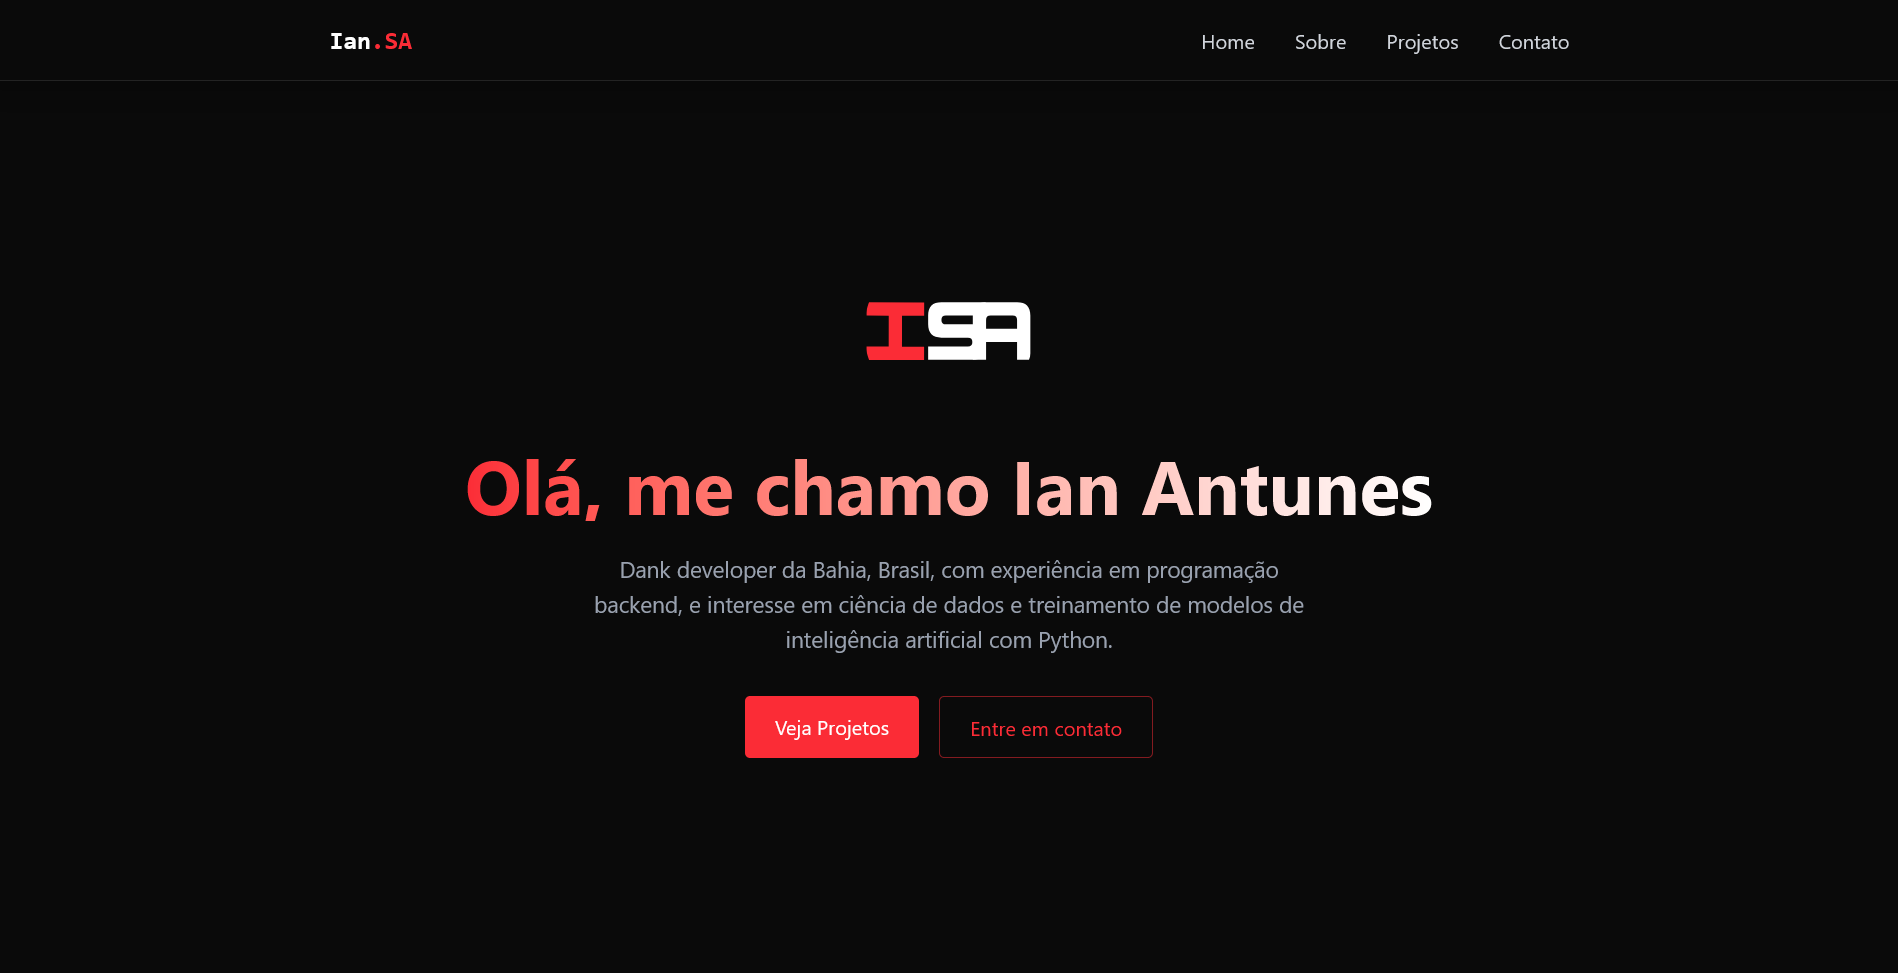 Ian.SA
Home
Sobre
Projetos
Contato
ISA
Olá, me chamo Ian Antunes
Dank developer da Bahia, Brasil, com experiência em programação
backend, e interesse em ciência de dados e treinamento de modelos de
inteligência artificial com Python.
Veja Projetos
Entre em contato